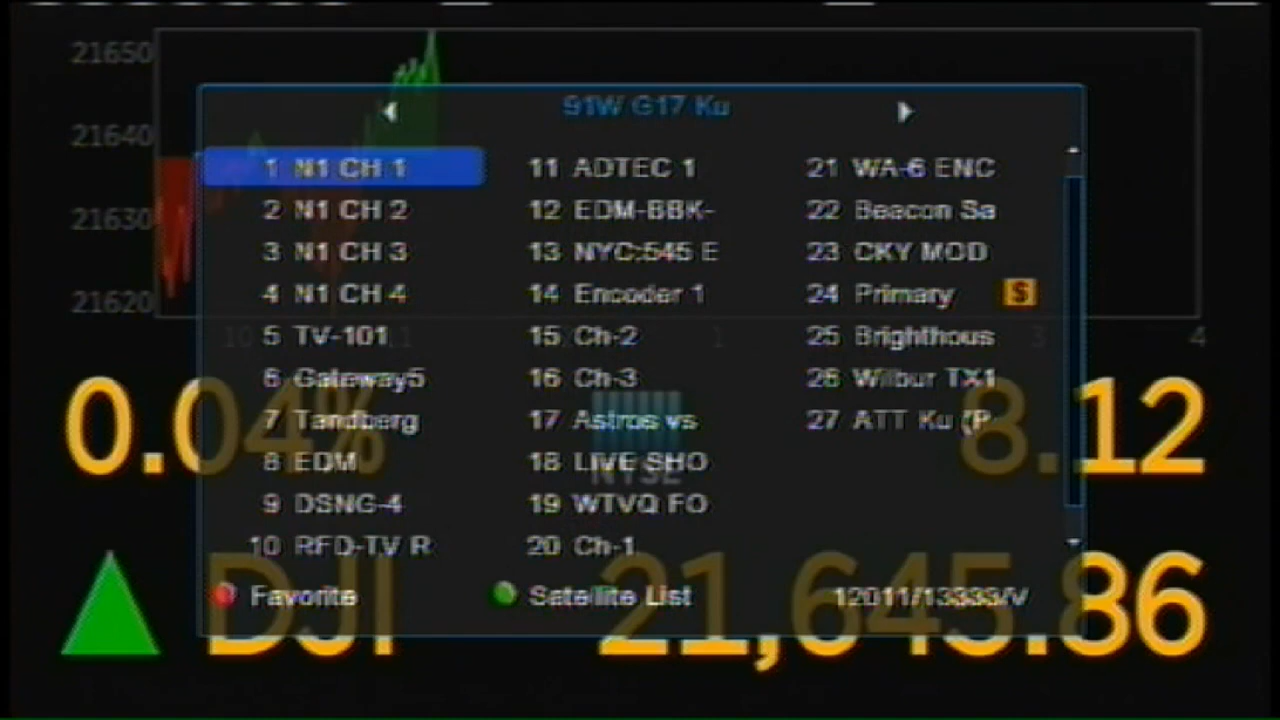 21650
21640
21630
21620
91W G17 Ku
1 N1 CH 1
2 N1 CH 2
3 N1 CH 3
4 N1 CH 4
5 TV-101
6 Gateway5
7 Tandberg
8 EDM
9 DSNG-4
10 RFD-TV R
11 ADTEC 1
12 EDM-BBK-
13 NYC:545 E
14 Encoder 1
15 Ch-2
16 Ch-3
17 Astros vs
18 LIVE SHO
19 WTVQ FO
20 Ch-1
21 WA-6 ENC
22 Beacon Sa
23 CKY MOD
24 Primary $
25 Brighthous
26 Wilbur TX1
27 ATT Ku (P
Favorite
Satellite List
12011/13333/V
10 11 1 3 4
0.04% 8.12
NYSE
DJI 21,645.86